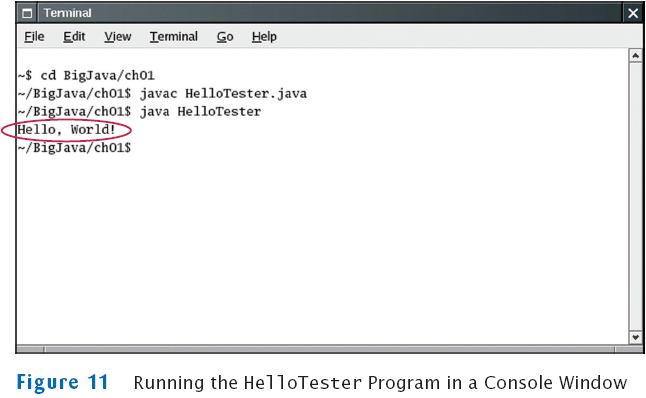 Terminal
File Edit View Terminal Go Help
~$ cd BigJava/ch01
~/BigJava/ch01$ javac HelloTester.java
~/BigJava/ch01$ java HelloTester
Hello, World!
~/BigJava/ch01$
Figure 11 Running the HelloTester Program in a Console Window